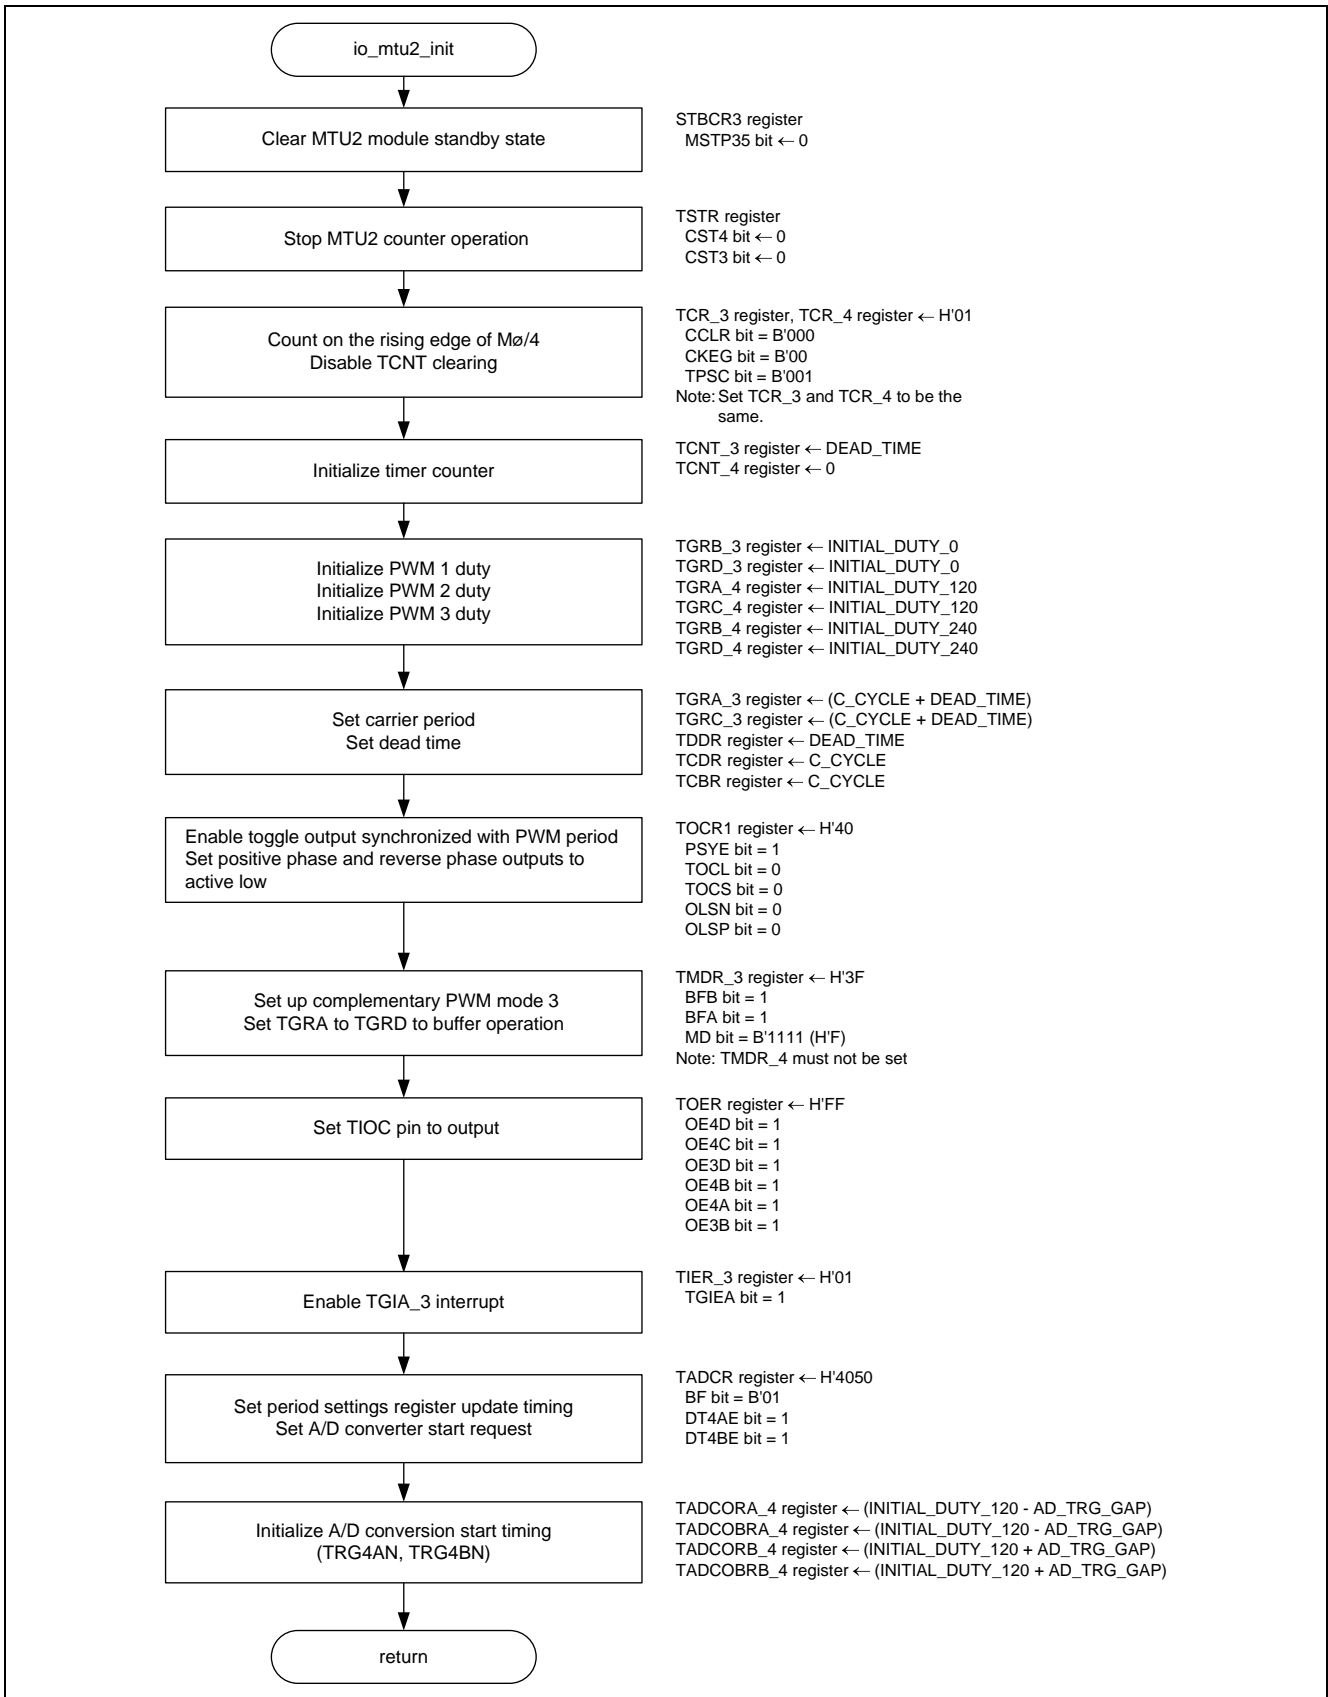 io_mtu2_init
Clear MTU2 module standby state
STBCR3 register
MSTP35 bit ← 0
Stop MTU2 counter operation
TSTR register
CST4 bit ← 0
CST3 bit ← 0
Count on the rising edge of Mø/4
Disable TCNT clearing
TCR_3 register, TCR_4 register ← H'01
CCLR bit = B'000
CKEG bit = B'00
TPSC bit = B'001
Note: Set TCR_3 and TCR_4 to be the
same.
Initialize timer counter
TCNT_3 register ← DEAD_TIME
TCNT_4 register ← 0
Initialize PWM 1 duty
Initialize PWM 2 duty
Initialize PWM 3 duty
TGRB_3 register ← INITIAL_DUTY_0
TGRD_3 register ← INITIAL_DUTY_0
TGRA_4 register ← INITIAL_DUTY_120
TGRC_4 register ← INITIAL_DUTY_120
TGRB_4 register ← INITIAL_DUTY_240
TGRD_4 register ← INITIAL_DUTY_240
Set carrier period
Set dead time
TGRA_3 register ← (C_CYCLE + DEAD_TIME)
TGRC_3 register ← (C_CYCLE + DEAD_TIME)
TDDR register ← DEAD_TIME
TCDR register ← C_CYCLE
TCBR register ← C_CYCLE
Enable toggle output synchronized with PWM period
Set positive phase and reverse phase outputs to
active low
TOCR1 register ← H'40
PSYE bit = 1
TOCL bit = 0
TOCS bit = 0
OLSN bit = 0
OLSP bit = 0
Set up complementary PWM mode 3
Set TGRA to TGRD to buffer operation
TMDR_3 register ← H'3F
BFB bit = 1
BFA bit = 1
MD bit = B'1111 (H'F)
Note: TMDR_4 must not be set
Set TIOC pin to output
TOER register ← H'FF
OE4D bit = 1
OE4C bit = 1
OE3D bit = 1
OE4B bit = 1
OE4A bit = 1
OE3B bit = 1
Enable TGIA_3 interrupt
TIER_3 register ← H'01
TGIEA bit = 1
Set period settings register update timing
Set A/D converter start request
TADCR register ← H'4050
BF bit = B'01
DT4AE bit = 1
DT4BE bit = 1
Initialize A/D conversion start timing
(TRG4AN, TRG4BN)
TADCORA_4 register ← (INITIAL_DUTY_120 - AD_TRG_GAP)
TADCOBRA_4 register ← (INITIAL_DUTY_120 - AD_TRG_GAP)
TADCORB_4 register ← (INITIAL_DUTY_120 + AD_TRG_GAP)
TADCOBRB_4 register ← (INITIAL_DUTY_120 + AD_TRG_GAP)
return